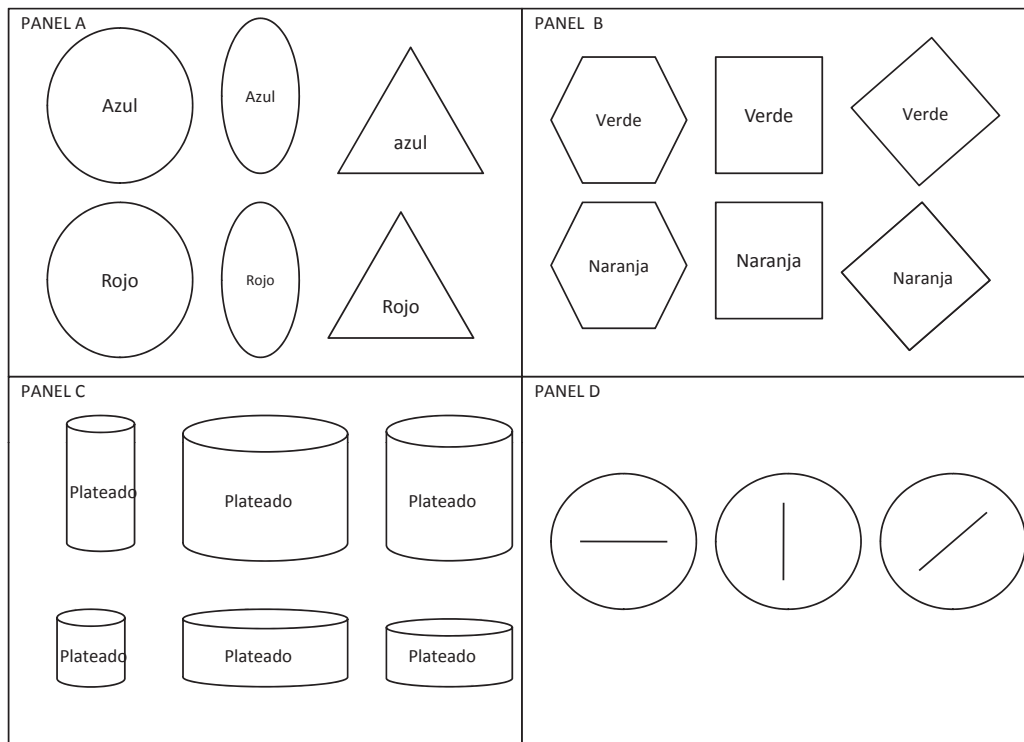 PANEL A
Azul
Azul
azul
Rojo
Rojo
Rojo
PANEL B
Verde
Verde
Verde
Naranja
Naranja
Naranja
PANEL C
Plateado
Plateado
Plateado
Plateado
Plateado
Plateado
PANEL D